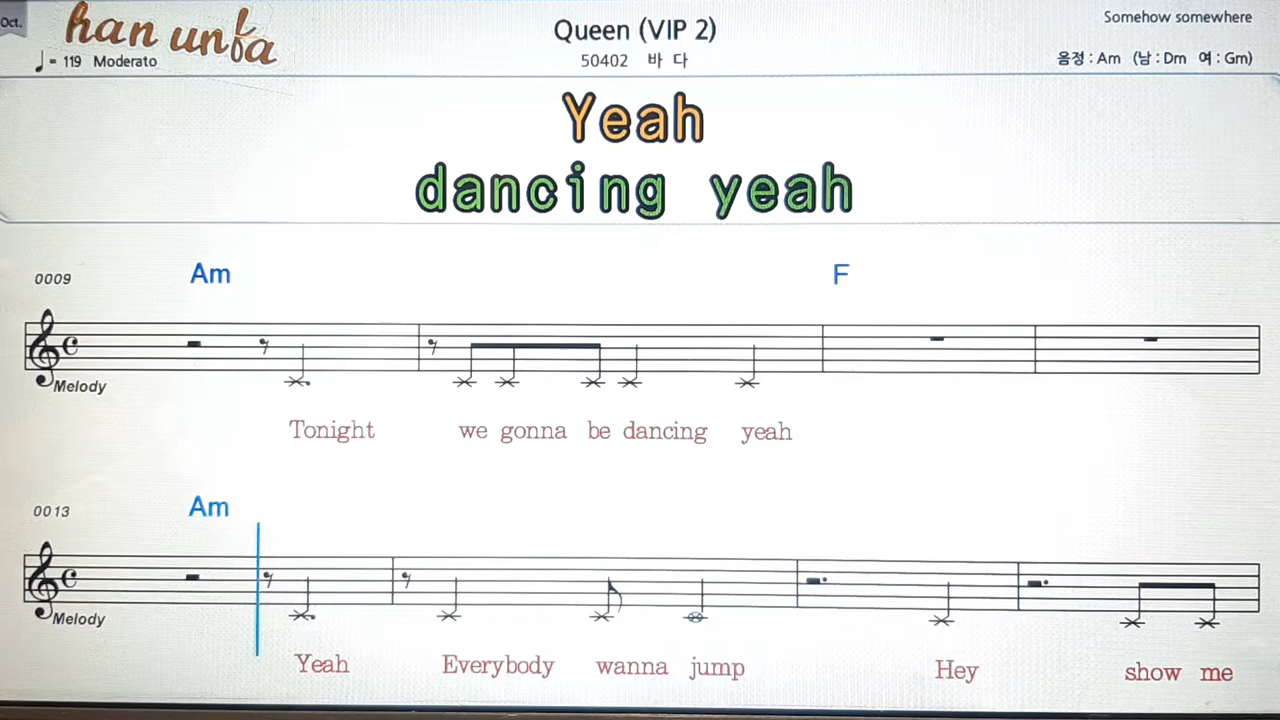 Oct.
han unfa
Queen (VIP 2)
Somehow somewhere
♩= 119 Moderato
50402 바 다
음정 : Am (남 : Dm 여 : Gm)
Yeah
dancing yeah
0009
Am
F
Melody
Tonight we gonna be dancing yeah
0013
Am
Melody
Yeah Everybody wanna jump Hey show me